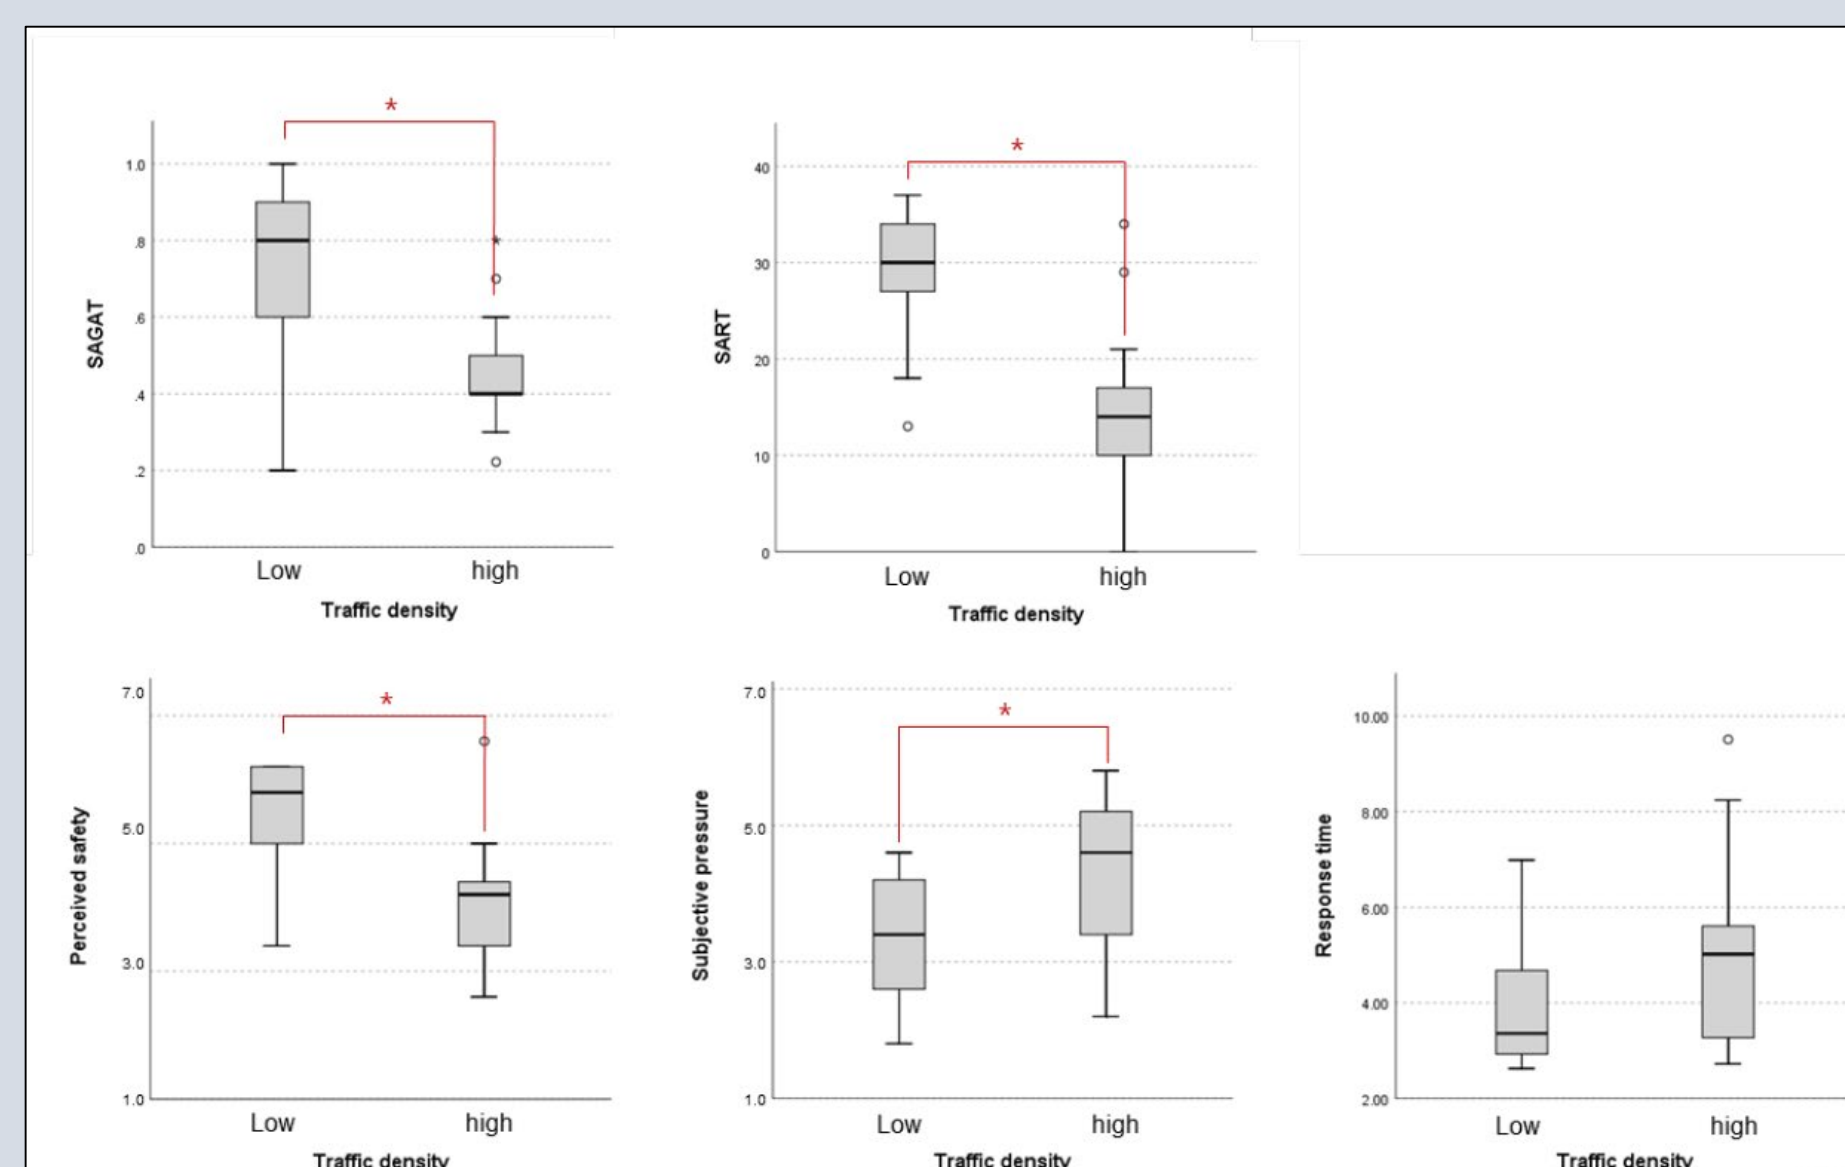 *
1.0
.8
.6
.4
.2
.0
SAGAT
Low high
Traffic density
*
40
30
20
10
0
SART
Low high
Traffic density
*
7.0
5.0
3.0
1.0
Perceived safety
Low high
Traffic density
*
7.0
5.0
3.0
1.0
Subjective pressure
Low high
Traffic density
10.00
8.00
6.00
4.00
2.00
Response time
Low high
Traffic density